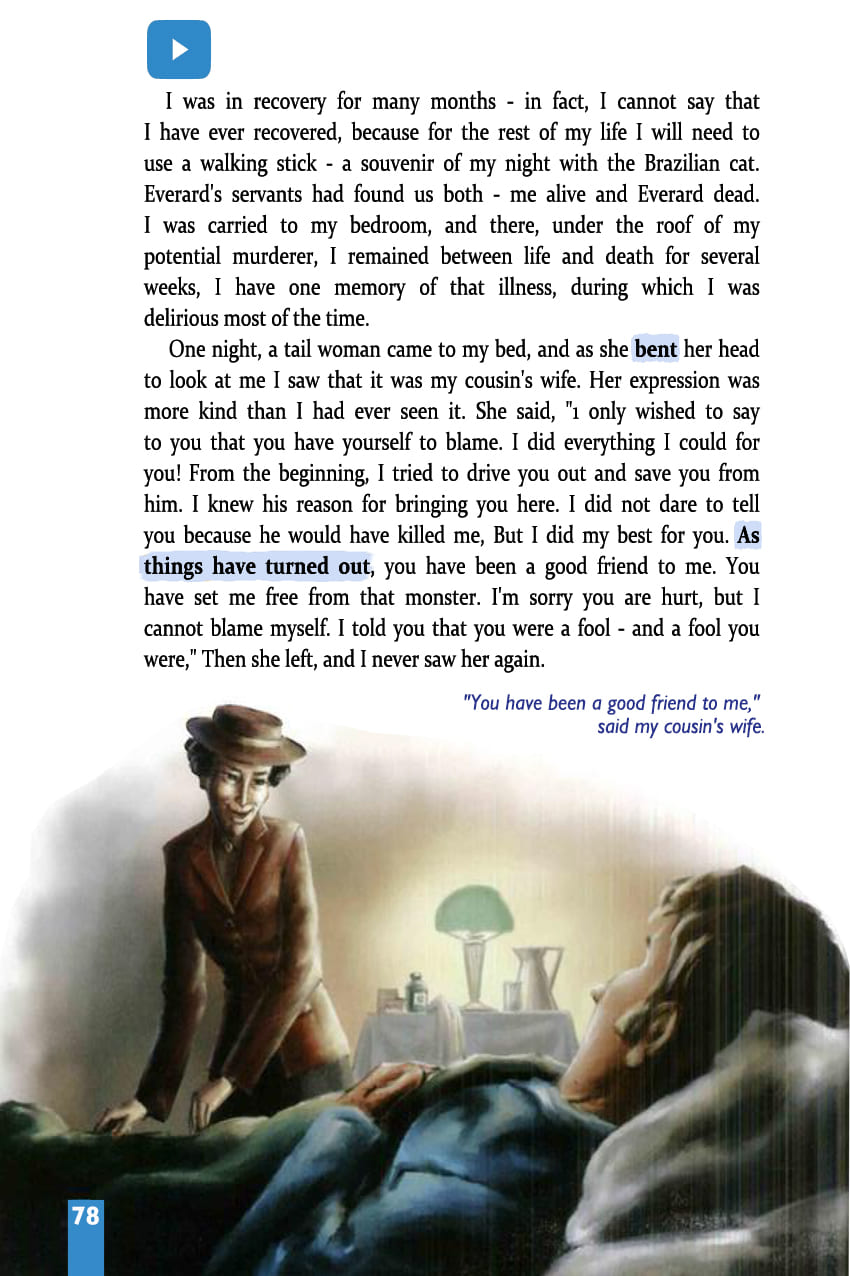 I was in recovery for many months - in fact, I cannot say that
I have ever recovered, because for the rest of my life I will need to
use a walking stick - a souvenir of my night with the Brazilian cat.
Everard's servants had found us both - me alive and Everard dead.
I was carried to my bedroom, and there, under the roof of my
potential murderer, I remained between life and death for several
weeks, I have one memory of that illness, during which I was
delirious most of the time.
One night, a tail woman came to my bed, and as she bent her head
to look at me I saw that it was my cousin's wife. Her expression was
more kind than I had ever seen it. She said, "1 only wished to say
to you that you have yourself to blame. I did everything I could for
you! From the beginning, I tried to drive you out and save you from
him. I knew his reason for bringing you here. I did not dare to tell
you because he would have killed me, But I did my best for you. As
things have turned out, you have been a good friend to me. You
have set me free from that monster. I'm sorry you are hurt, but I
cannot blame myself. I told you that you were a fool - and a fool you
were," Then she left, and I never saw her again.
"You have been a good friend to me,"
said my cousin's wife.
78